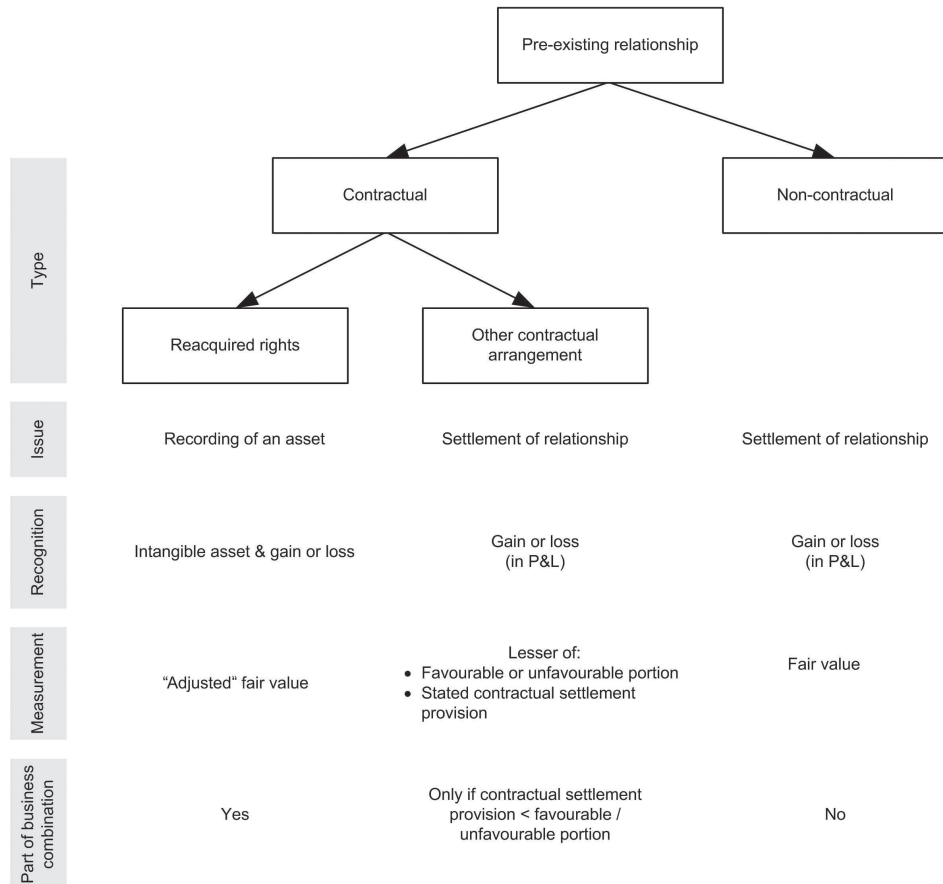 Pre-existing relationship
Type
Contractual
Non-contractual
Reacquired rights
Other contractual
arrangement
Issue
Recording of an asset
Settlement of relationship
Settlement of relationship
Recognition
Intangible asset & gain or loss
Gain or loss
(in P&L)
Gain or loss
(in P&L)
Measurement
“Adjusted“ fair value
Lesser of:
• Favourable or unfavourable portion
• Stated contractual settlement
provision
Fair value
Part of business
combination
Yes
Only if contractual settlement
provision < favourable /
unfavourable portion
No